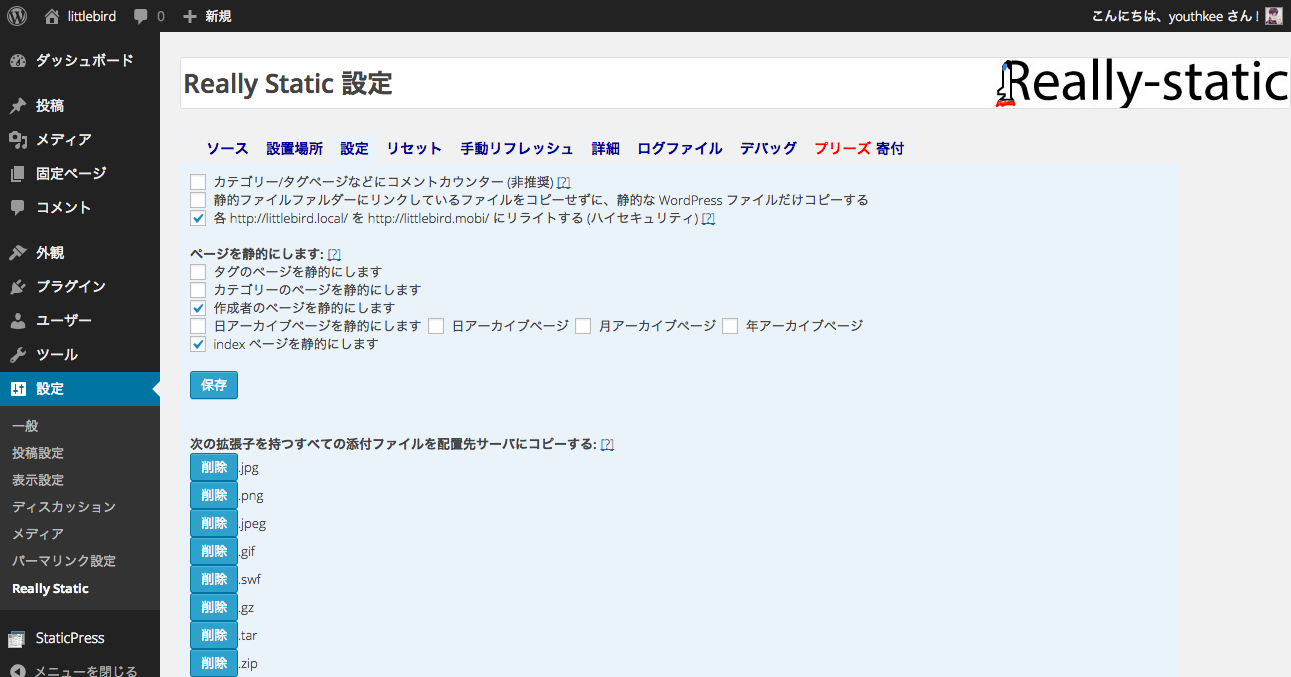 littlebird 0 新規 こんにちは、youthkee さん !
ダッシュボード
投稿
メディア
固定ページ
コメント
外観
プラグイン
ユーザー
ツール
設定
一般
投稿設定
表示設定
ディスカッション
メディア
パーマリンク設定
Really Static
StaticPress
メニューを閉じる
Really Static 設定
Really-static
ソース 設置場所 設定 リセット 手動リフレッシュ 詳細 ログファイル デバッグ プリーズ 寄付
カテゴリー/タグページなどにコメントカウンター (非推奨) [?]
静的ファイルフォルダーにリンクしているファイルをコピーせずに、静的な WordPress ファイルだけコピーする
各 http://littlebird.local/ を http://littlebird.mobi/ にリライトする (ハイセキュリティ) [?]
ページを静的にします: [?]
タグのページを静的にします
カテゴリーのページを静的にします
作成者のページを静的にします
日アーカイブページを静的にします 日アーカイブページ 月アーカイブページ 年アーカイブページ
index ページを静的にします
保存
次の拡張子を持つすべての添付ファイルを配置先サーバにコピーする: [?]
削除 .jpg
削除 .png
削除 .jpeg
削除 .gif
削除 .swf
削除 .gz
削除 .tar
削除 .zip